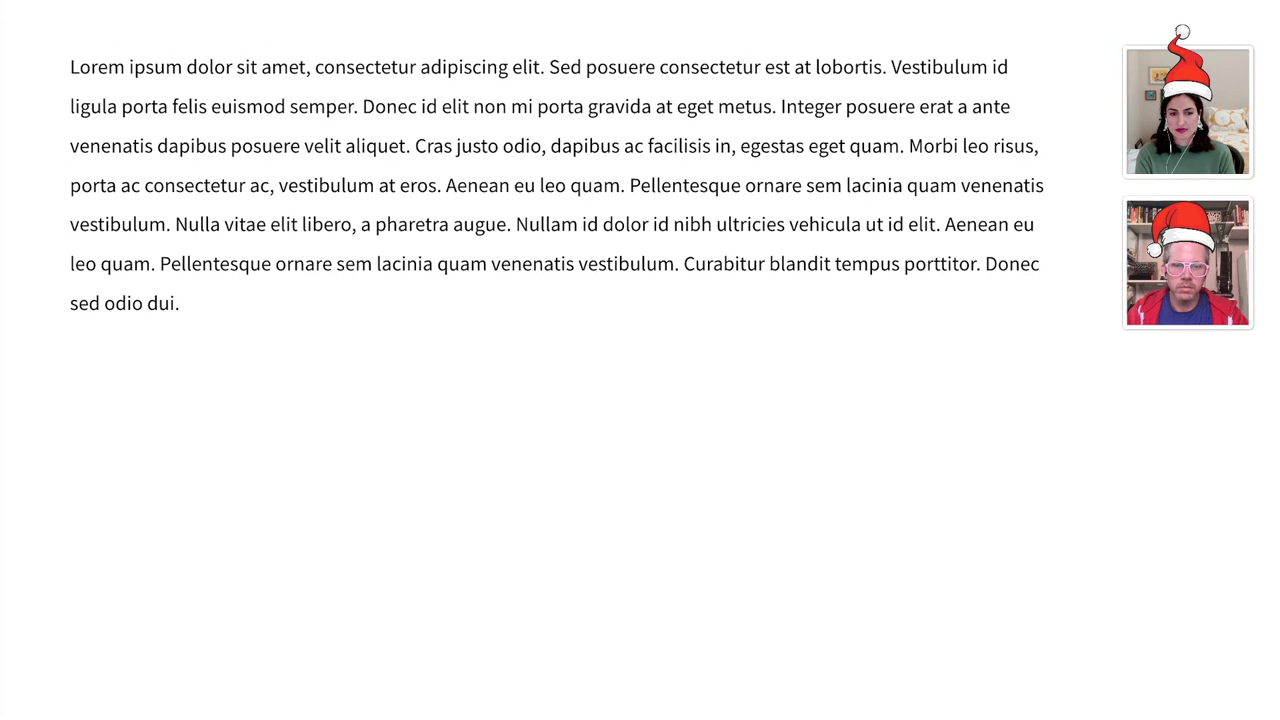 Lorem ipsum dolor sit amet, consectetur adipiscing elit. Sed posuere consectetur est at lobortis. Vestibulum id
ligula porta felis euismod semper. Donec id elit non mi porta gravida at eget metus. Integer posuere erat a ante
venenatis dapibus posuere velit aliquet. Cras justo odio, dapibus ac facilisis in, egestas eget quam. Morbi leo risus,
porta ac consectetur ac, vestibulum at eros. Aenean eu leo quam. Pellentesque ornare sem lacinia quam venenatis
vestibulum. Nulla vitae elit libero, a pharetra augue. Nullam id dolor id nibh ultricies vehicula ut id elit. Aenean eu
leo quam. Pellentesque ornare sem lacinia quam venenatis vestibulum. Curabitur blandit tempus porttitor. Donec
sed odio dui.